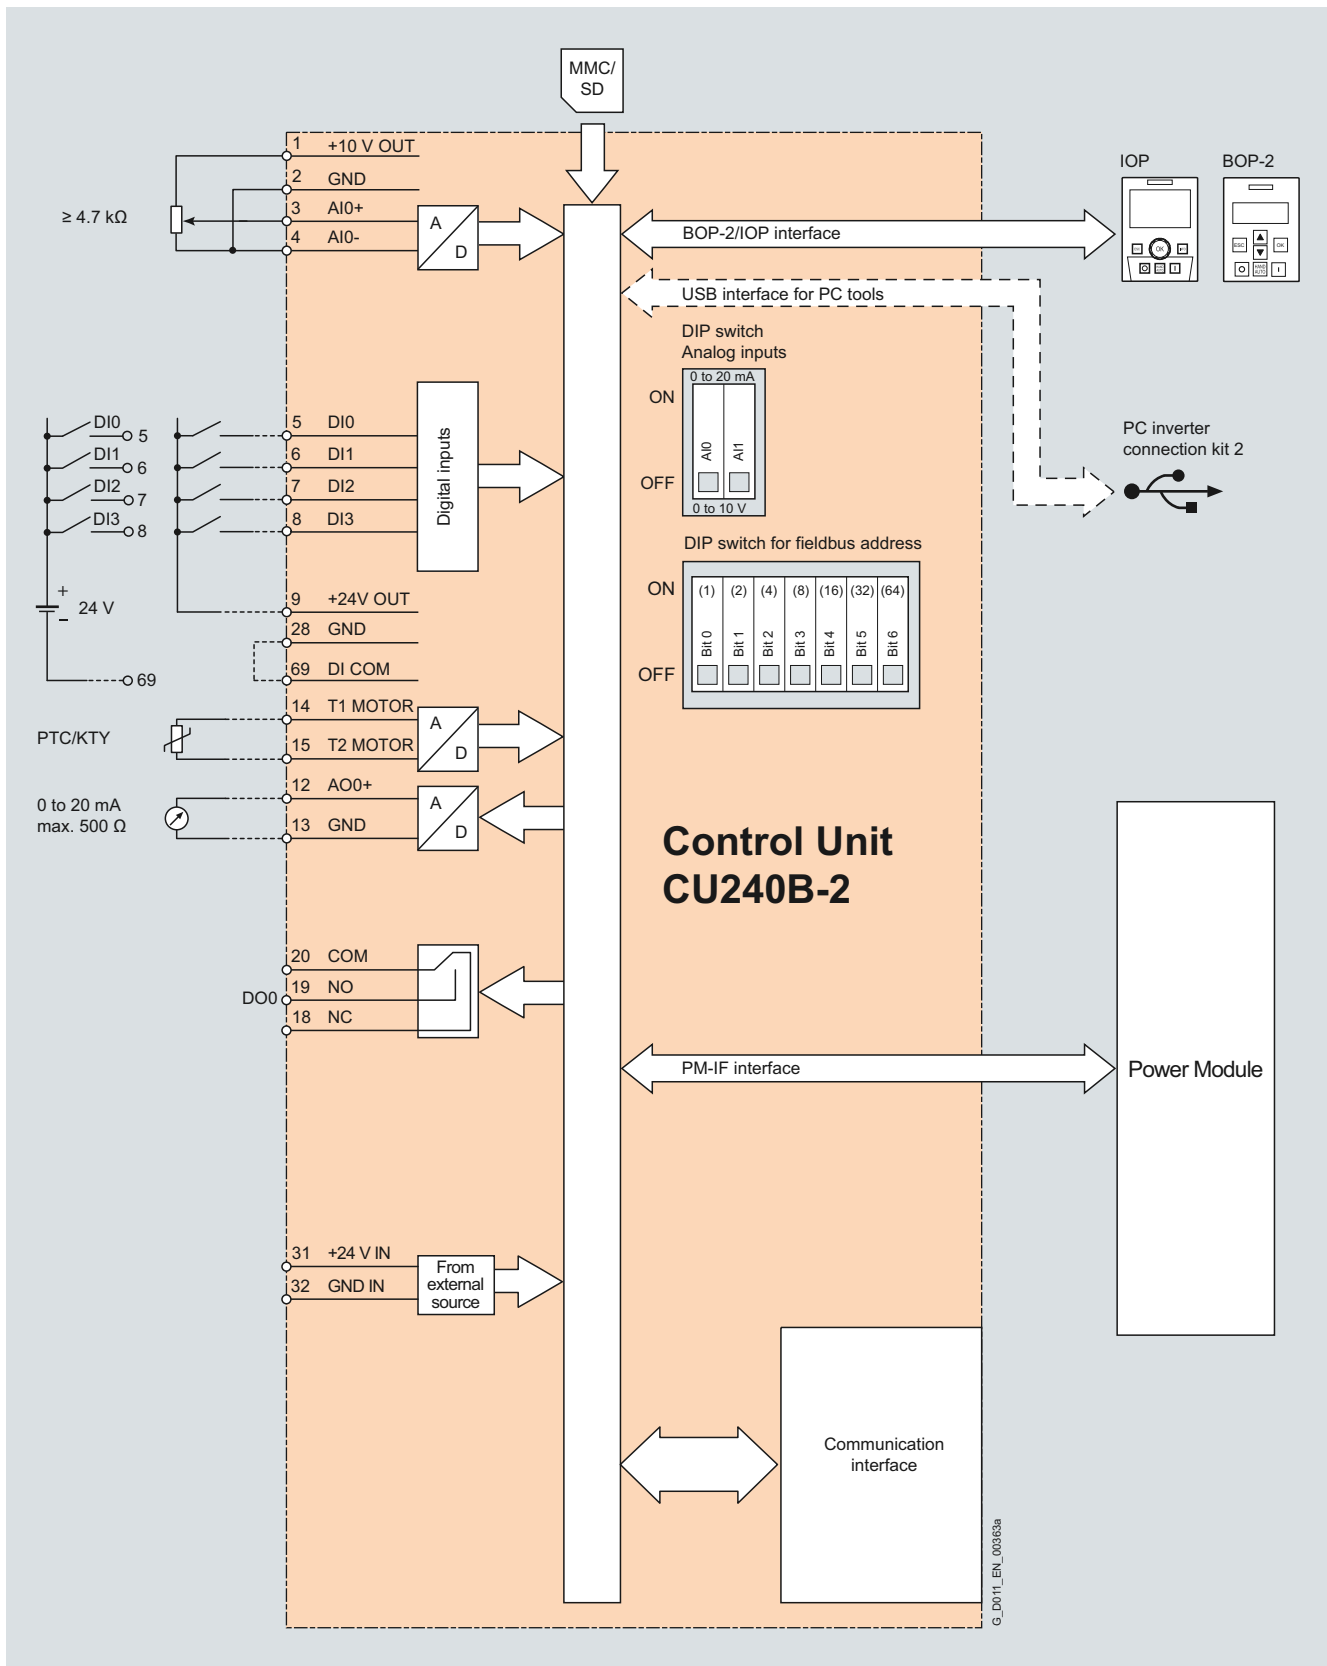 MMC/
SD
1 +10 V OUT
2 GND
3 AI0+
4 AI0-
≥ 4.7 kΩ
A
D
IOP
BOP-2
OK
ESC
OK
BOP-2/IOP interface
USB interface for PC tools
DIP switch
Analog inputs
0 to 20 mA
ON
AI0
AI1
OFF
0 to 10 V
PC inverter
connection kit 2
DI0 5
DI1 6
DI2 7
DI3 8
5 DI0
6 DI1
7 DI2
8 DI3
Digital inputs
DIP switch for fieldbus address
ON
(1) (2) (4) (8) (16) (32) (64)
Bit 0
Bit 1
Bit 2
Bit 3
Bit 4
Bit 5
Bit 6
OFF
+
24 V
–
69
9 +24V OUT
28 GND
69 DI COM
14 T1 MOTOR
15 T2 MOTOR
PTC/KTY
A
D
12 AO0+
13 GND
0 to 20 mA
max. 500 Ω
A
D
Control Unit
CU240B-2
20 COM
19 NO
18 NC
DO0
PM-IF interface
Power Module
31 +24 V IN
32 GND IN
From
external
source
Communication
interface
G_D011_EN_00363a